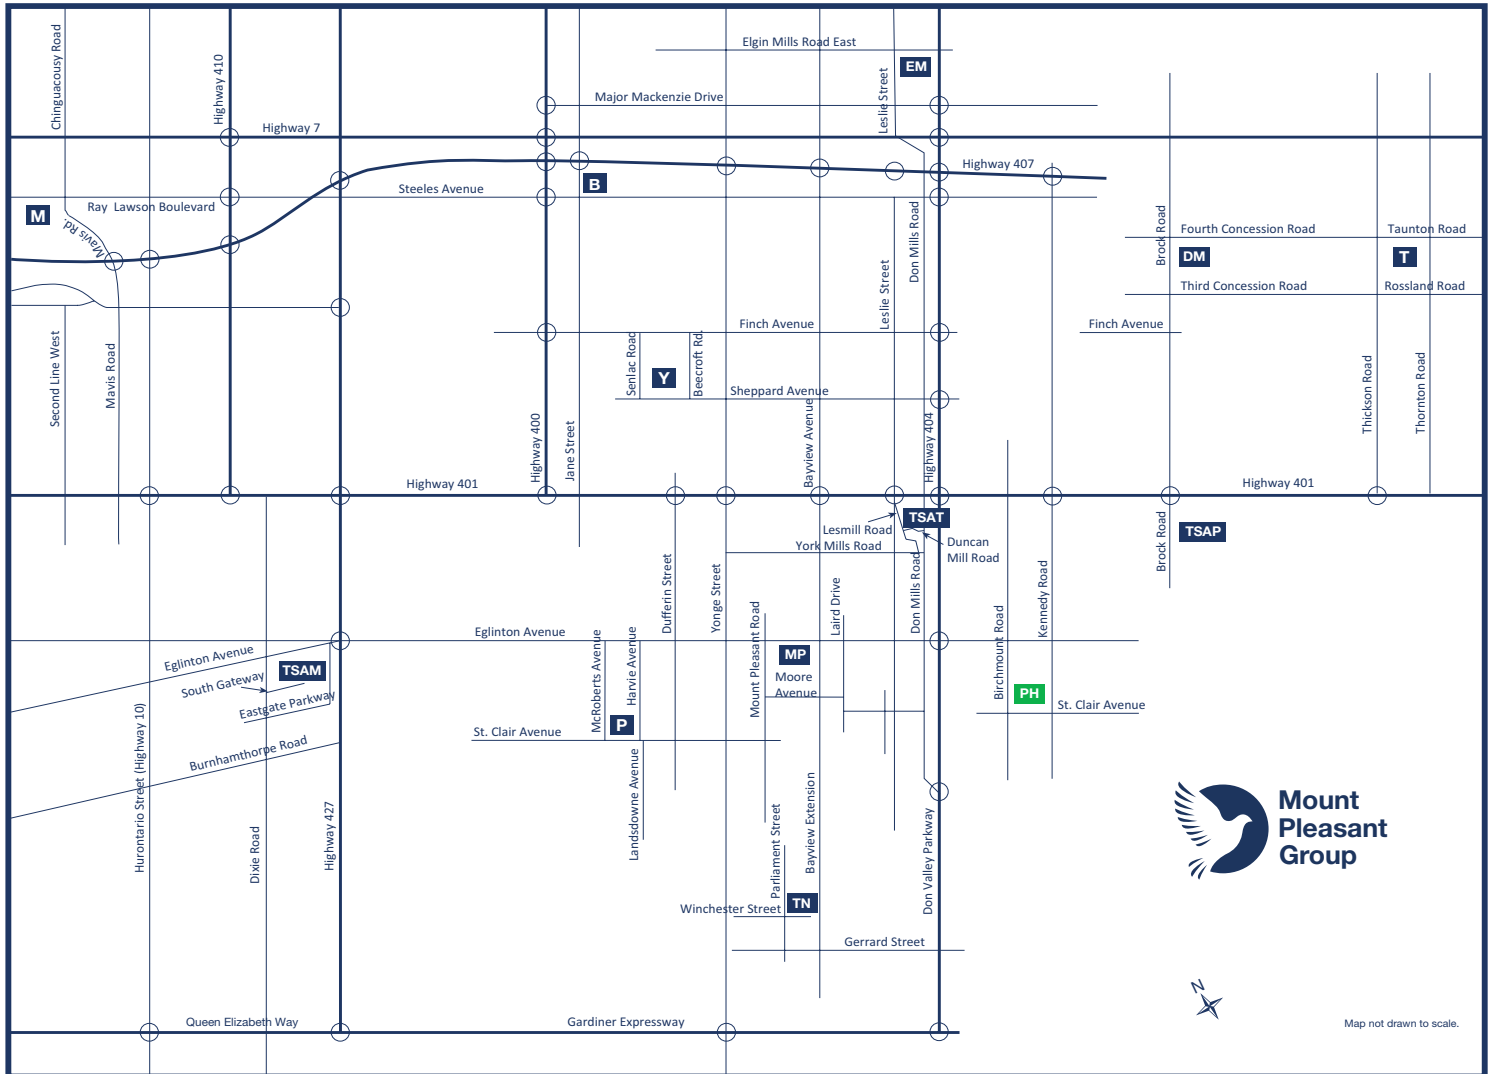 Elgin Mills Road East
Chinguacousy Road
Highway 410
Leslie Street
EM
Major Mackenzie Drive
Highway 7
Highway 407
Steeles Avenue
B
M
Ray Lawson Boulevard
Mavis Rd.
Don Mills Road
Leslie Street
Brock Road
Fourth Concession Road
Taunton Road
DM
T
Third Concession Road
Rossland Road
Finch Avenue
Finch Avenue
Second Line West
Mavis Road
Senlac Road
Y
Beecroft Rd.
Sheppard Avenue
Highway 400
Jane Street
Bayview Avenue
Highway 404
Thickson Road
Thornton Road
Highway 401
Highway 401
TSAT
Lesmill Road
York Mills Road
Duncan
Mill Road
Brock Road
TSAP
Dufferin Street
Yonge Street
Mount Pleasant Road
Laird Drive
Don Mills Road
Birchmount Road
Kennedy Road
Eglinton Avenue
Eglinton Avenue
TSAM
South Gateway
Eastgate Parkway
McRoberts Avenue
Harvie Avenue
MP
Moore
Avenue
PH
St. Clair Avenue
P
St. Clair Avenue
Burnhamthorpe Road
Hurontario Street (Highway 10)
Dixie Road
Highway 427
Landsdowne Avenue
Parliament Street
Bayview Extension
Don Valley Parkway
Mount
Pleasant
Group
TN
Winchester Street
Gerrard Street
N
Queen Elizabeth Way
Gardiner Expressway
Map not drawn to scale.